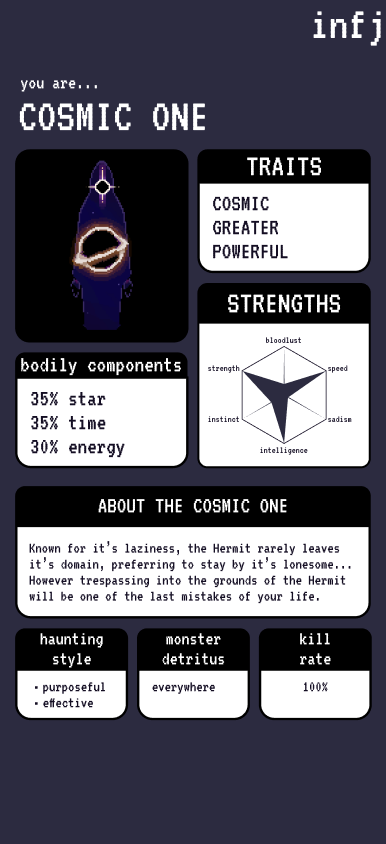 infj
you are...
COSMIC ONE
TRAITS
COSMIC
GREATER
POWERFUL
STRENGTHS
bloodlust
strength
speed
instinct
sadism
intelligence
bodily components
35% star
35% time
30% energy
ABOUT THE COSMIC ONE
Known for it's laziness, the Hermit rarely leaves
it's domain, preferring to stay by it's lonesome...
However trespassing into the grounds of the Hermit
will be one of the last mistakes of your life.
haunting
style
• purposeful
• effective
monster
detritus
everywhere
kill
rate
100%